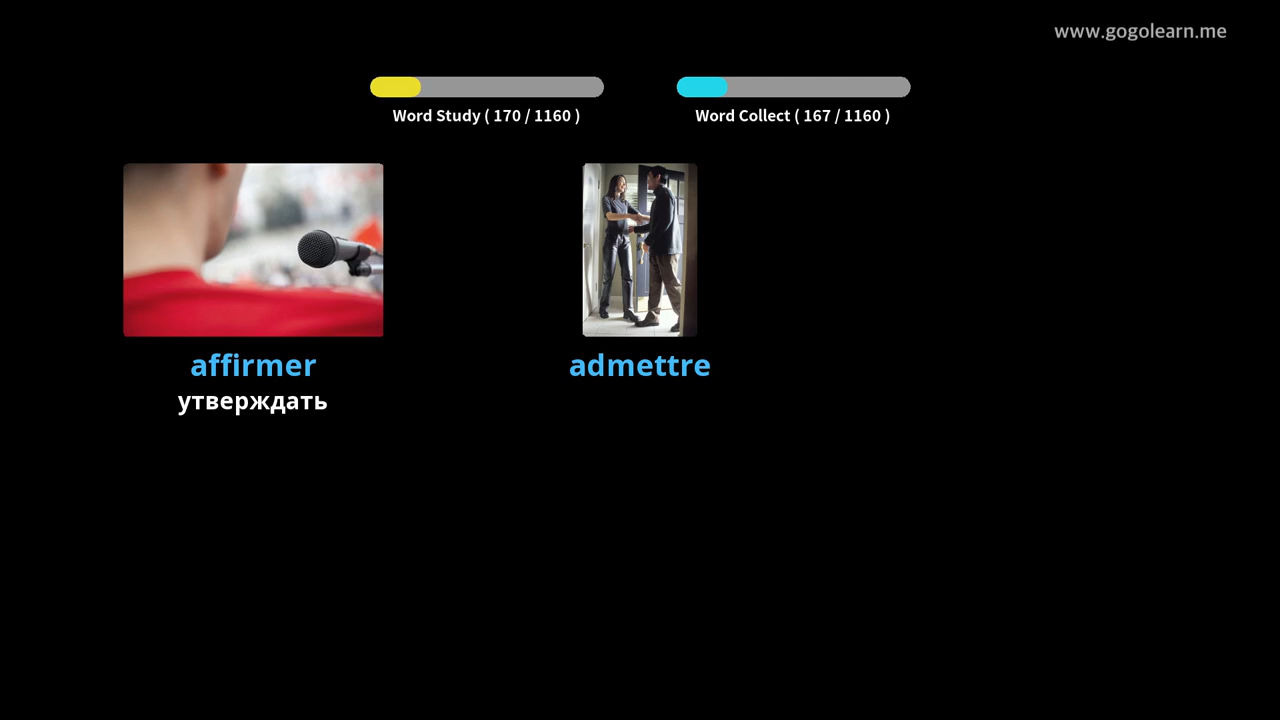 www.gogolearn.me
Word Study ( 170 / 1160 )
Word Collect ( 167 / 1160 )
affirmer
утверждать
admettre